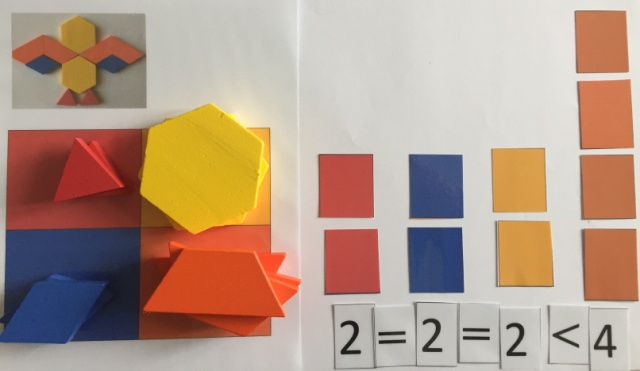 2 = 2 = 2 < 4